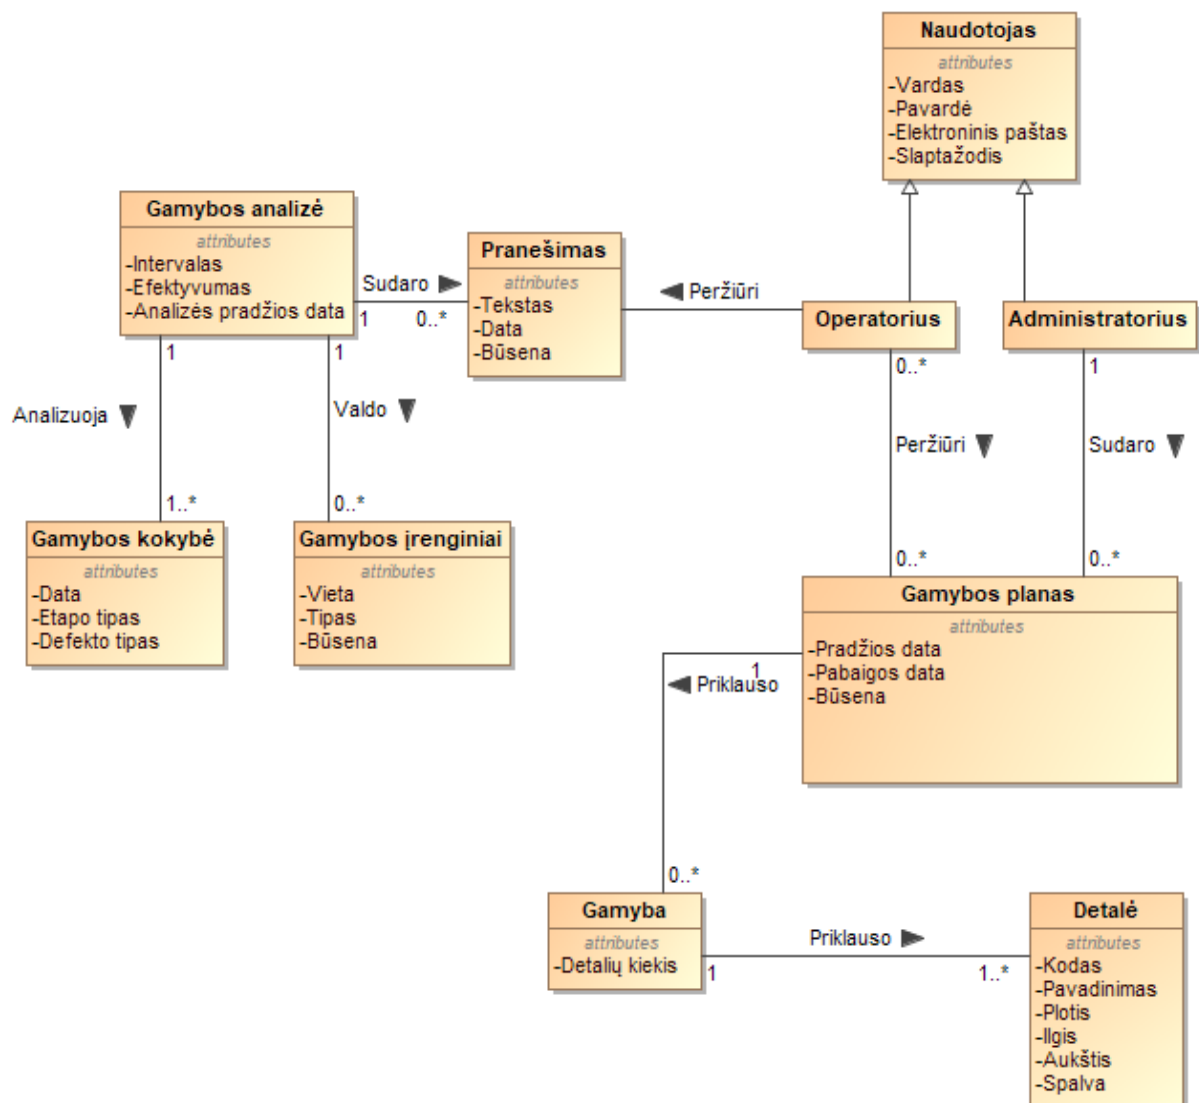 Naudotojas
attributes
-Vardas
-Pavardė
-Elektroninis paštas
-Slaptažodis
Gamybos analizė
attributes
-Intervalas
-Efektyvumas
-Analizės pradžios data
Sudaro
1
0..*
Pranešimas
attributes
-Tekstas
-Data
-Būsena
Peržiūri
Operatorius
Administratorius
1
1
0..*
1
Analizuoja
Valdo
Peržiūri
Sudaro
1..*
0..*
0..*
0..*
Gamybos kokybė
attributes
-Data
-Etapo tipas
-Defekto tipas
Gamybos įrenginiai
attributes
-Vieta
-Tipas
-Būsena
Gamybos planas
attributes
-Pradžios data
-Pabaigos data
-Būsena
1
Priklauso
0..*
Gamyba
attributes
-Detalių kiekis
Priklauso
1
1..*
Detalė
attributes
-Kodas
-Pavadinimas
-Plotis
-Ilgis
-Aukštis
-Spalva